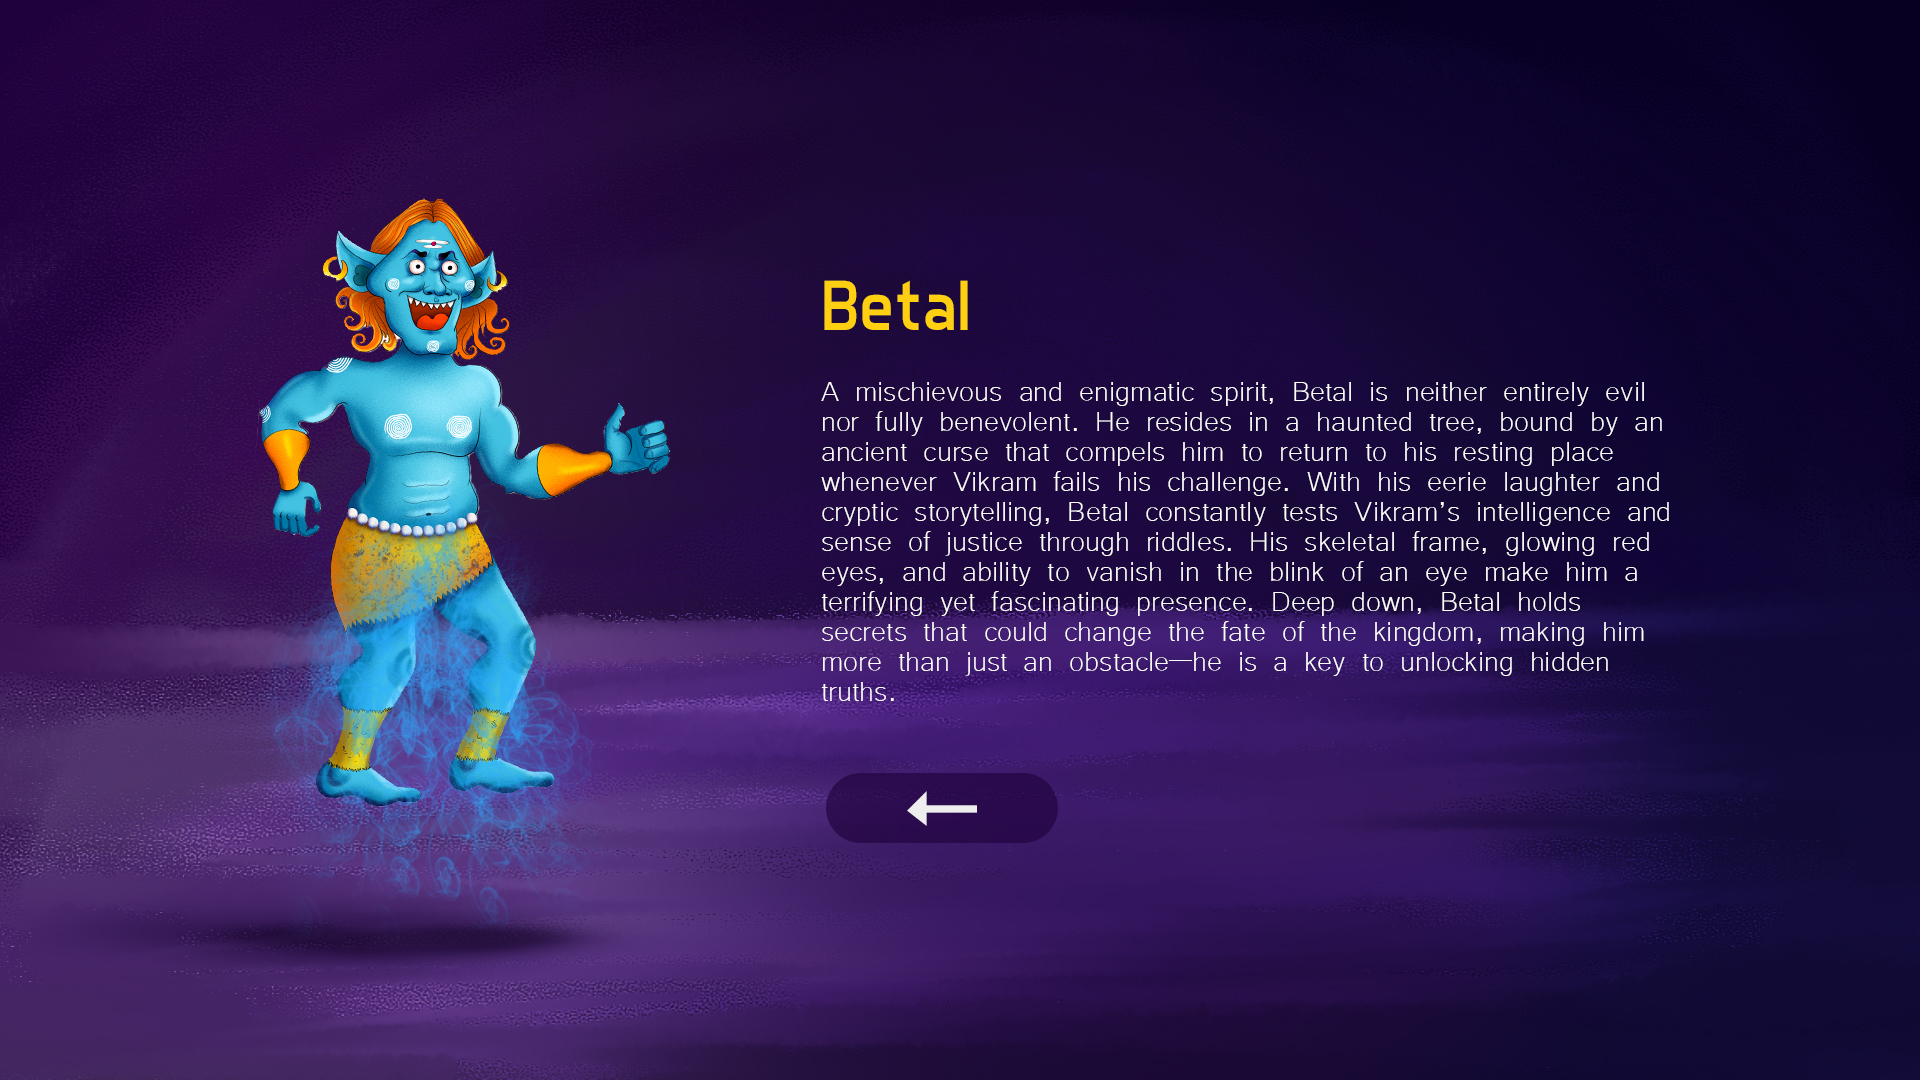 Betal
A mischievous and enigmatic spirit, Betal is neither entirely evil
nor fully benevolent. He resides in a haunted tree, bound by an
ancient curse that compels him to return to his resting place
whenever Vikram fails his challenge. With his eerie laughter and
cryptic storytelling, Betal constantly tests Vikram’s intelligence and
sense of justice through riddles. His skeletal frame, glowing red
eyes, and ability to vanish in the blink of an eye make him a
terrifying yet fascinating presence. Deep down, Betal holds
secrets that could change the fate of the kingdom, making him
more than just an obstacle—he is a key to unlocking hidden
truths.